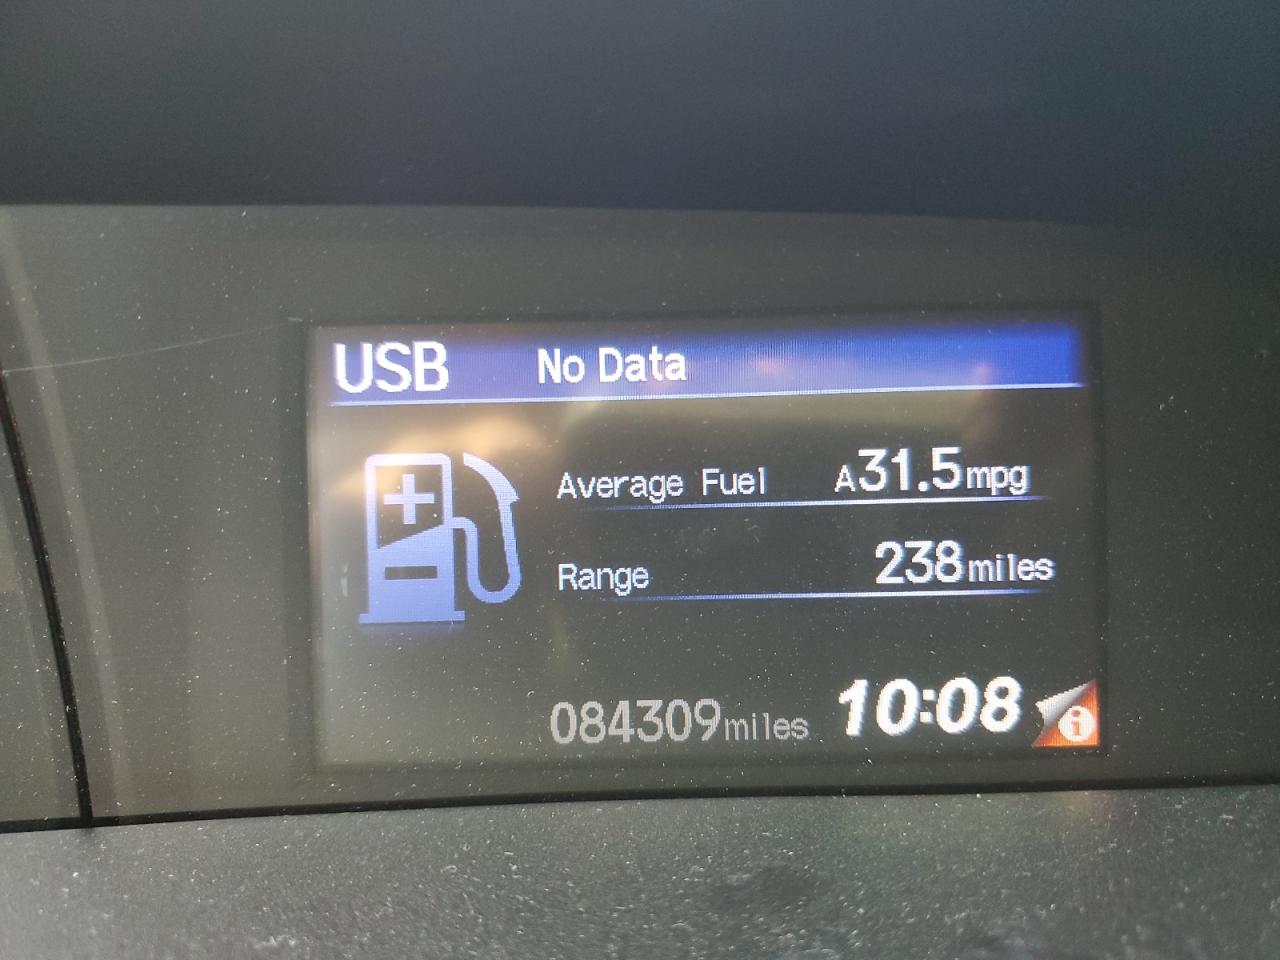 USB No Data
Average Fuel A31.5mpg
Range 238miles
084309miles 10:08 i